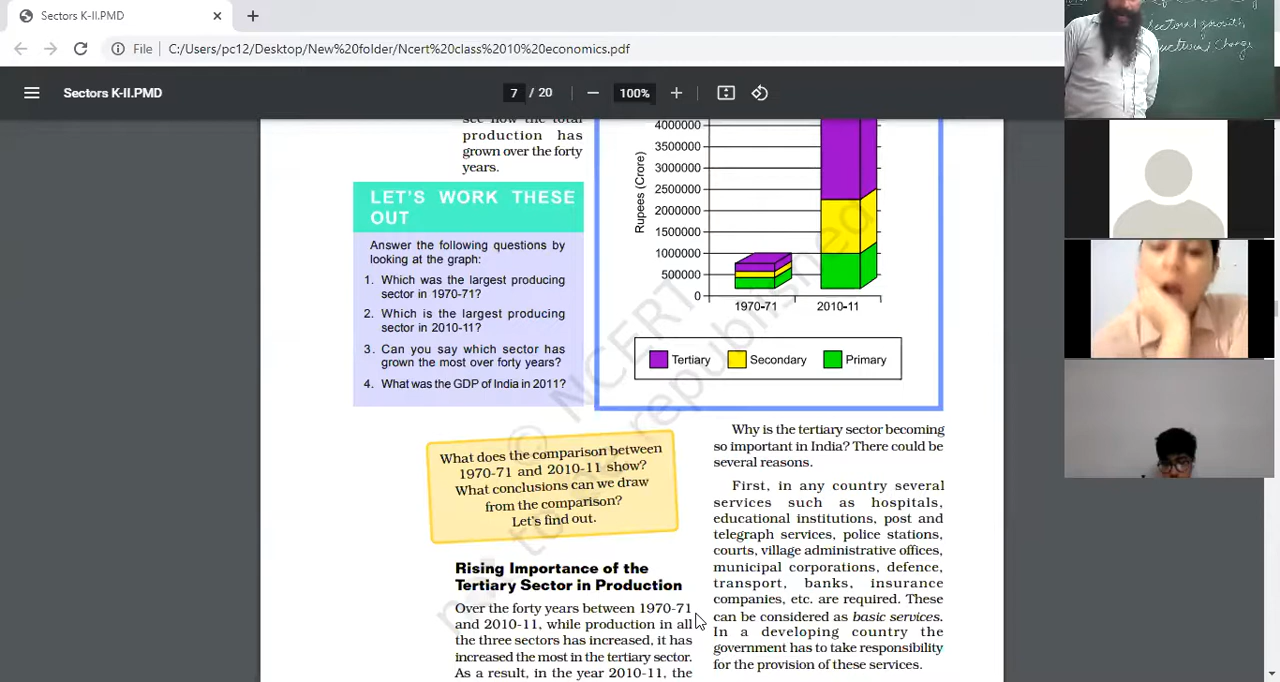 Sectors K-II.PMD
File
C:/Users/pc12/Desktop/New%20folder/Ncert%20class%2010%20economics.pdf
Sectors K-II.PMD
7 / 20
100%
sectoral growth
Change
see how the total
production has
grown over the forty
years.
LET'S WORK THESE
OUT
Answer the following questions by
looking at the graph:
1. Which was the largest producing
sector in 1970-71?
2. Which is the largest producing
sector in 2010-11?
3. Can you say which sector has
grown the most over forty years?
4. What was the GDP of India in 2011?
Rupees (Crore)
4000000
3500000
3000000
2500000
2000000
1500000
1000000
500000
0
1970-71
2010-11
Tertiary
Secondary
Primary
What does the comparison between
1970-71 and 2010-11 show?
What conclusions can we draw
from the comparison?
Let's find out.
Rising Importance of the
Tertiary Sector in Production
Over the forty years between 1970-71
and 2010-11, while production in all
the three sectors has increased, it has
increased the most in the tertiary sector.
As a result, in the year 2010-11, the
Why is the tertiary sector becoming
so important in India? There could be
several reasons.
First, in any country several
services such as hospitals,
educational institutions, post and
telegraph services, police stations,
courts, village administrative offices,
municipal corporations, defence,
transport, banks, insurance
companies, etc. are required. These
can be considered as basic services.
In a developing country the
government has to take responsibility
for the provision of these services.
© NCERT
not to be republished